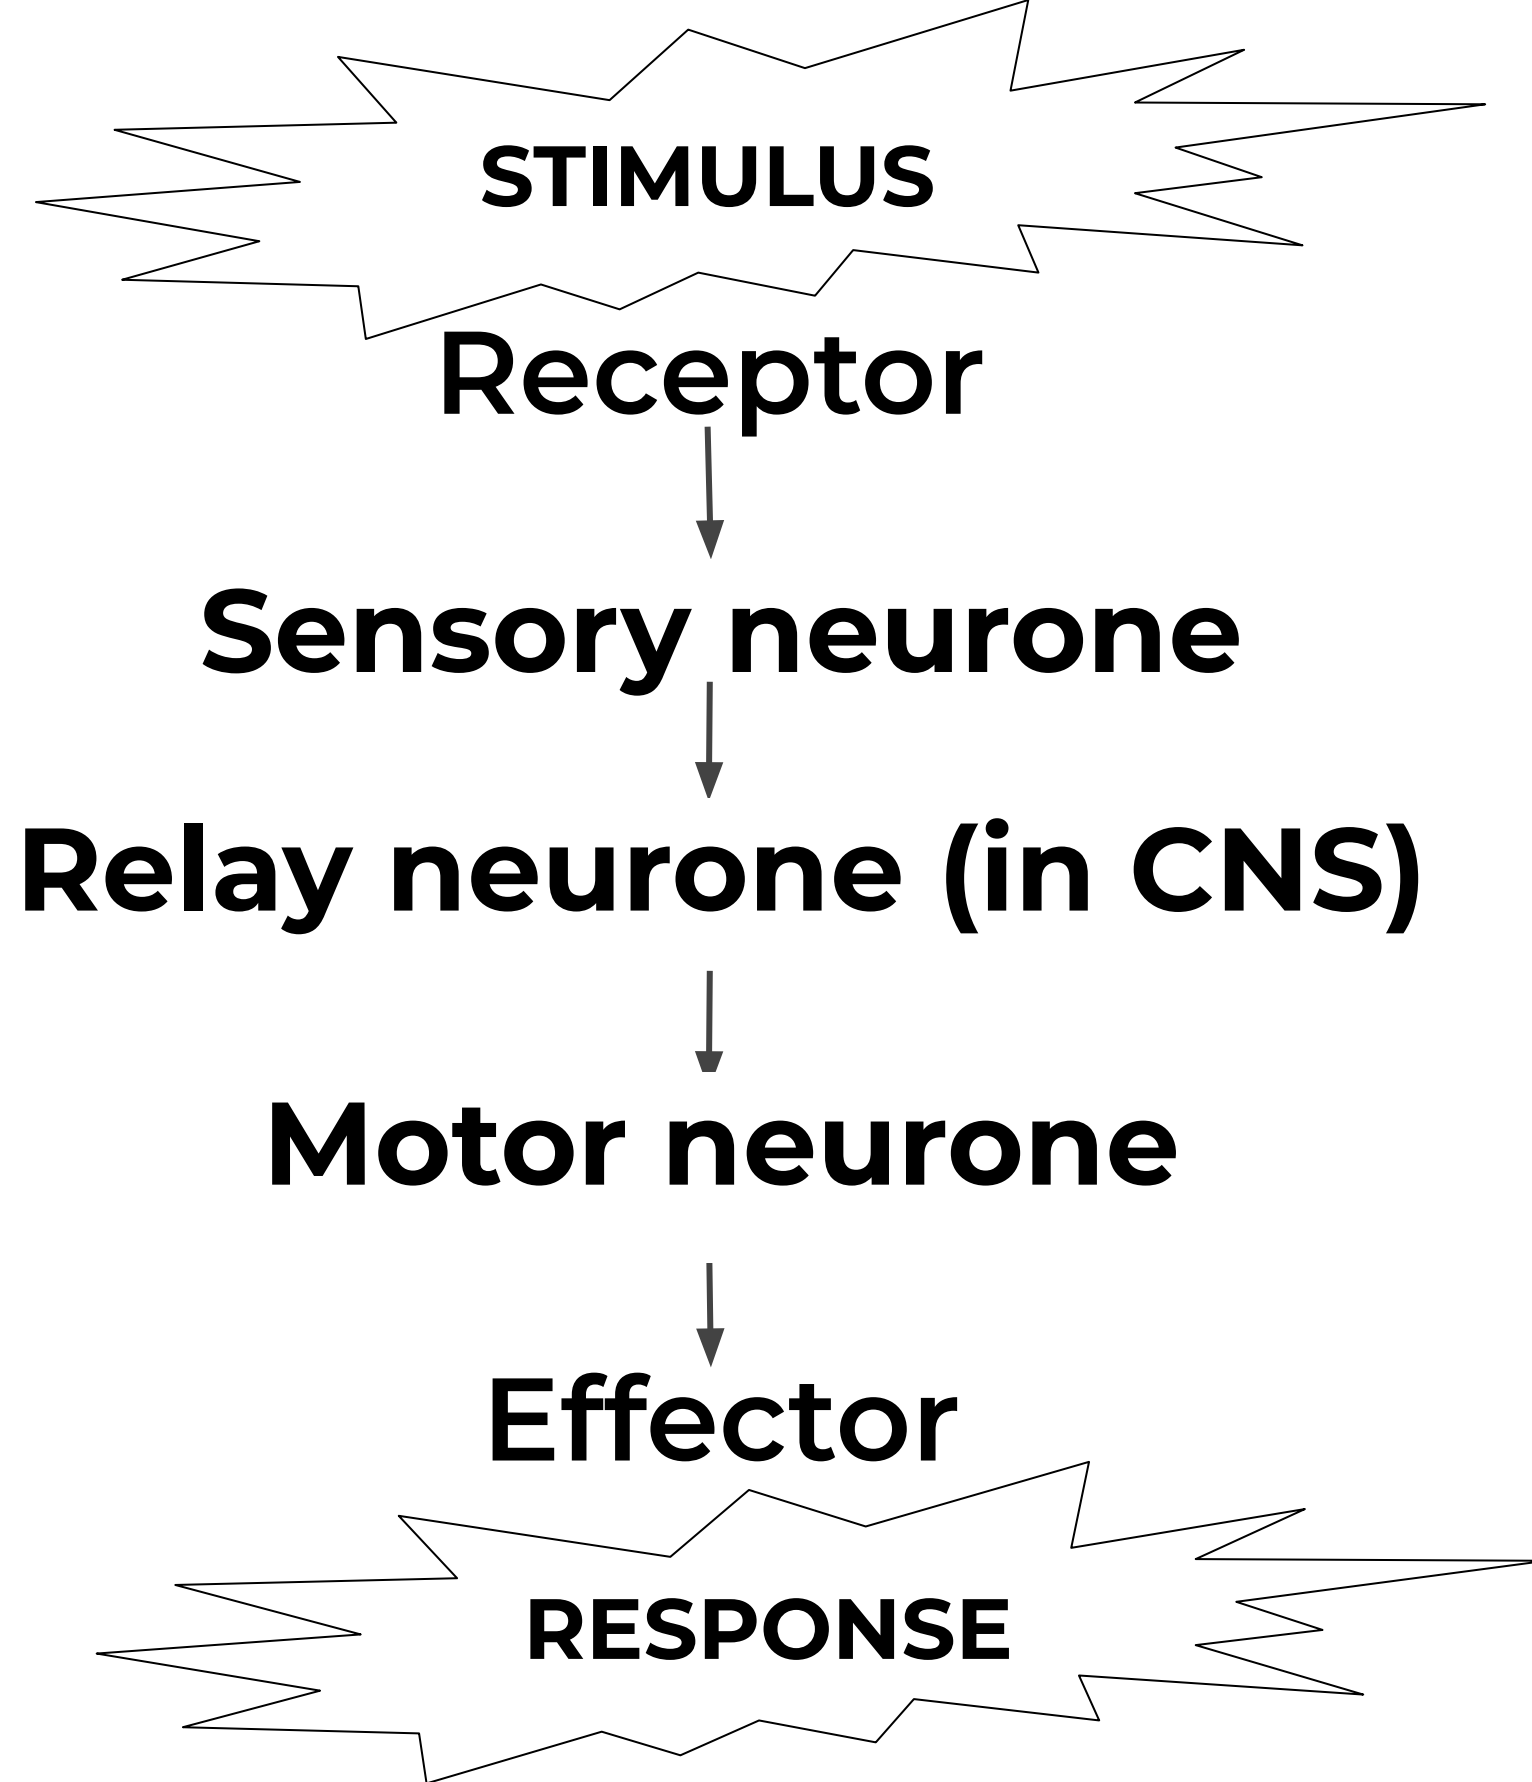 STIMULUS
Receptor
Sensory neurone
Relay neurone (in CNS)
Motor neurone
Effector
RESPONSE